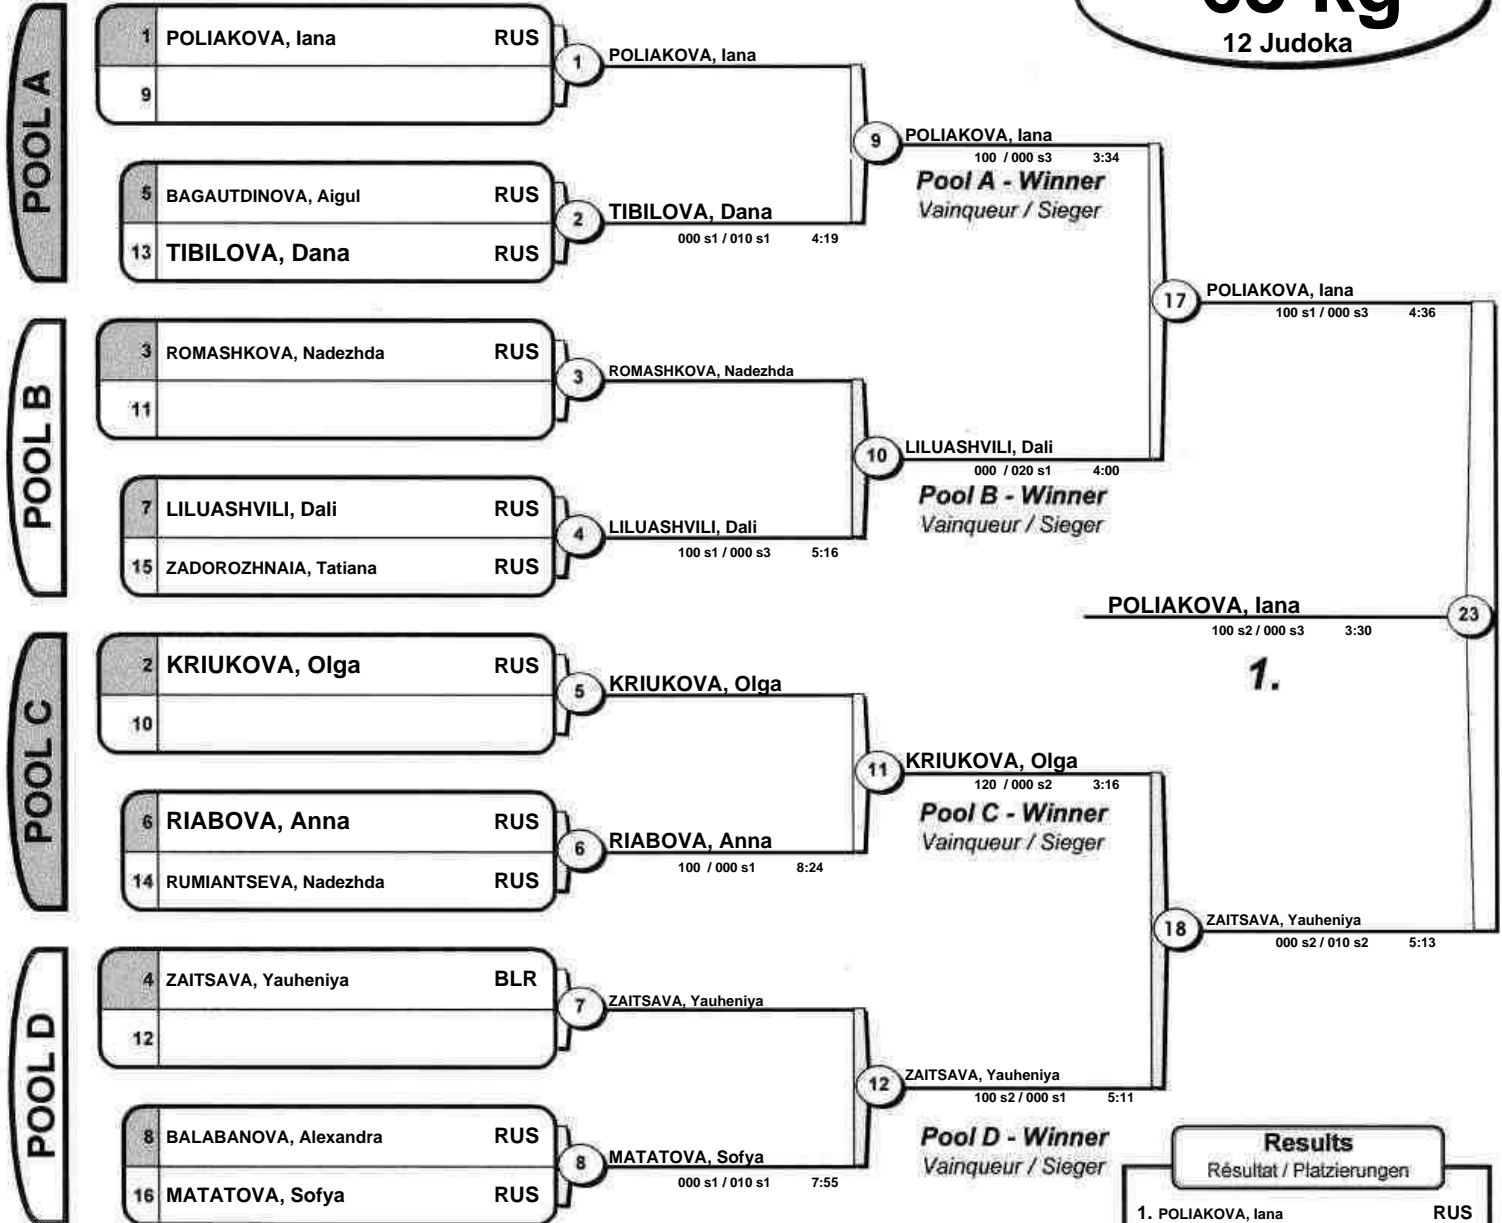 12 Judoka
POOL A
1 POLIAKOVA, Iana RUS
9
1 POLIAKOVA, Iana
5 BAGAUTDINOVA, Aigul RUS
13 TIBILOVA, Dana RUS
2 TIBILOVA, Dana
000 s1 / 010 s1 4:19
9 POLIAKOVA, Iana
100 / 000 s3 3:34
Pool A - Winner
Vainqueur / Sieger
17 POLIAKOVA, Iana
100 s1 / 000 s3 4:36
POOL B
3 ROMASHKOVA, Nadezhda RUS
11
3 ROMASHKOVA, Nadezhda
7 LILUASHVILI, Dali RUS
15 ZADOROZHNAIA, Tatiana RUS
4 LILUASHVILI, Dali
100 s1 / 000 s3 5:16
10 LILUASHVILI, Dali
000 / 020 s1 4:00
Pool B - Winner
Vainqueur / Sieger
POLIAKOVA, Iana 23
100 s2 / 000 s3 3:30
1.
POOL C
2 KRIUKOVA, Olga RUS
10
5 KRIUKOVA, Olga
6 RIABOVA, Anna RUS
14 RUMIANTSEVA, Nadezhda RUS
6 RIABOVA, Anna
100 / 000 s1 8:24
11 KRIUKOVA, Olga
120 / 000 s2 3:16
Pool C - Winner
Vainqueur / Sieger
18 ZAITSAVA, Yauheniya
000 s2 / 010 s2 5:13
POOL D
4 ZAITSAVA, Yauheniya BLR
12
7 ZAITSAVA, Yauheniya
8 BALABANOVA, Alexandra RUS
16 MATATOVA, Sofya RUS
8 MATATOVA, Sofya
000 s1 / 010 s1 7:55
12 ZAITSAVA, Yauheniya
100 s2 / 000 s1 5:11
Pool D - Winner
Vainqueur / Sieger
Results
Résultat / Platzierungen
1. POLIAKOVA, Iana RUS